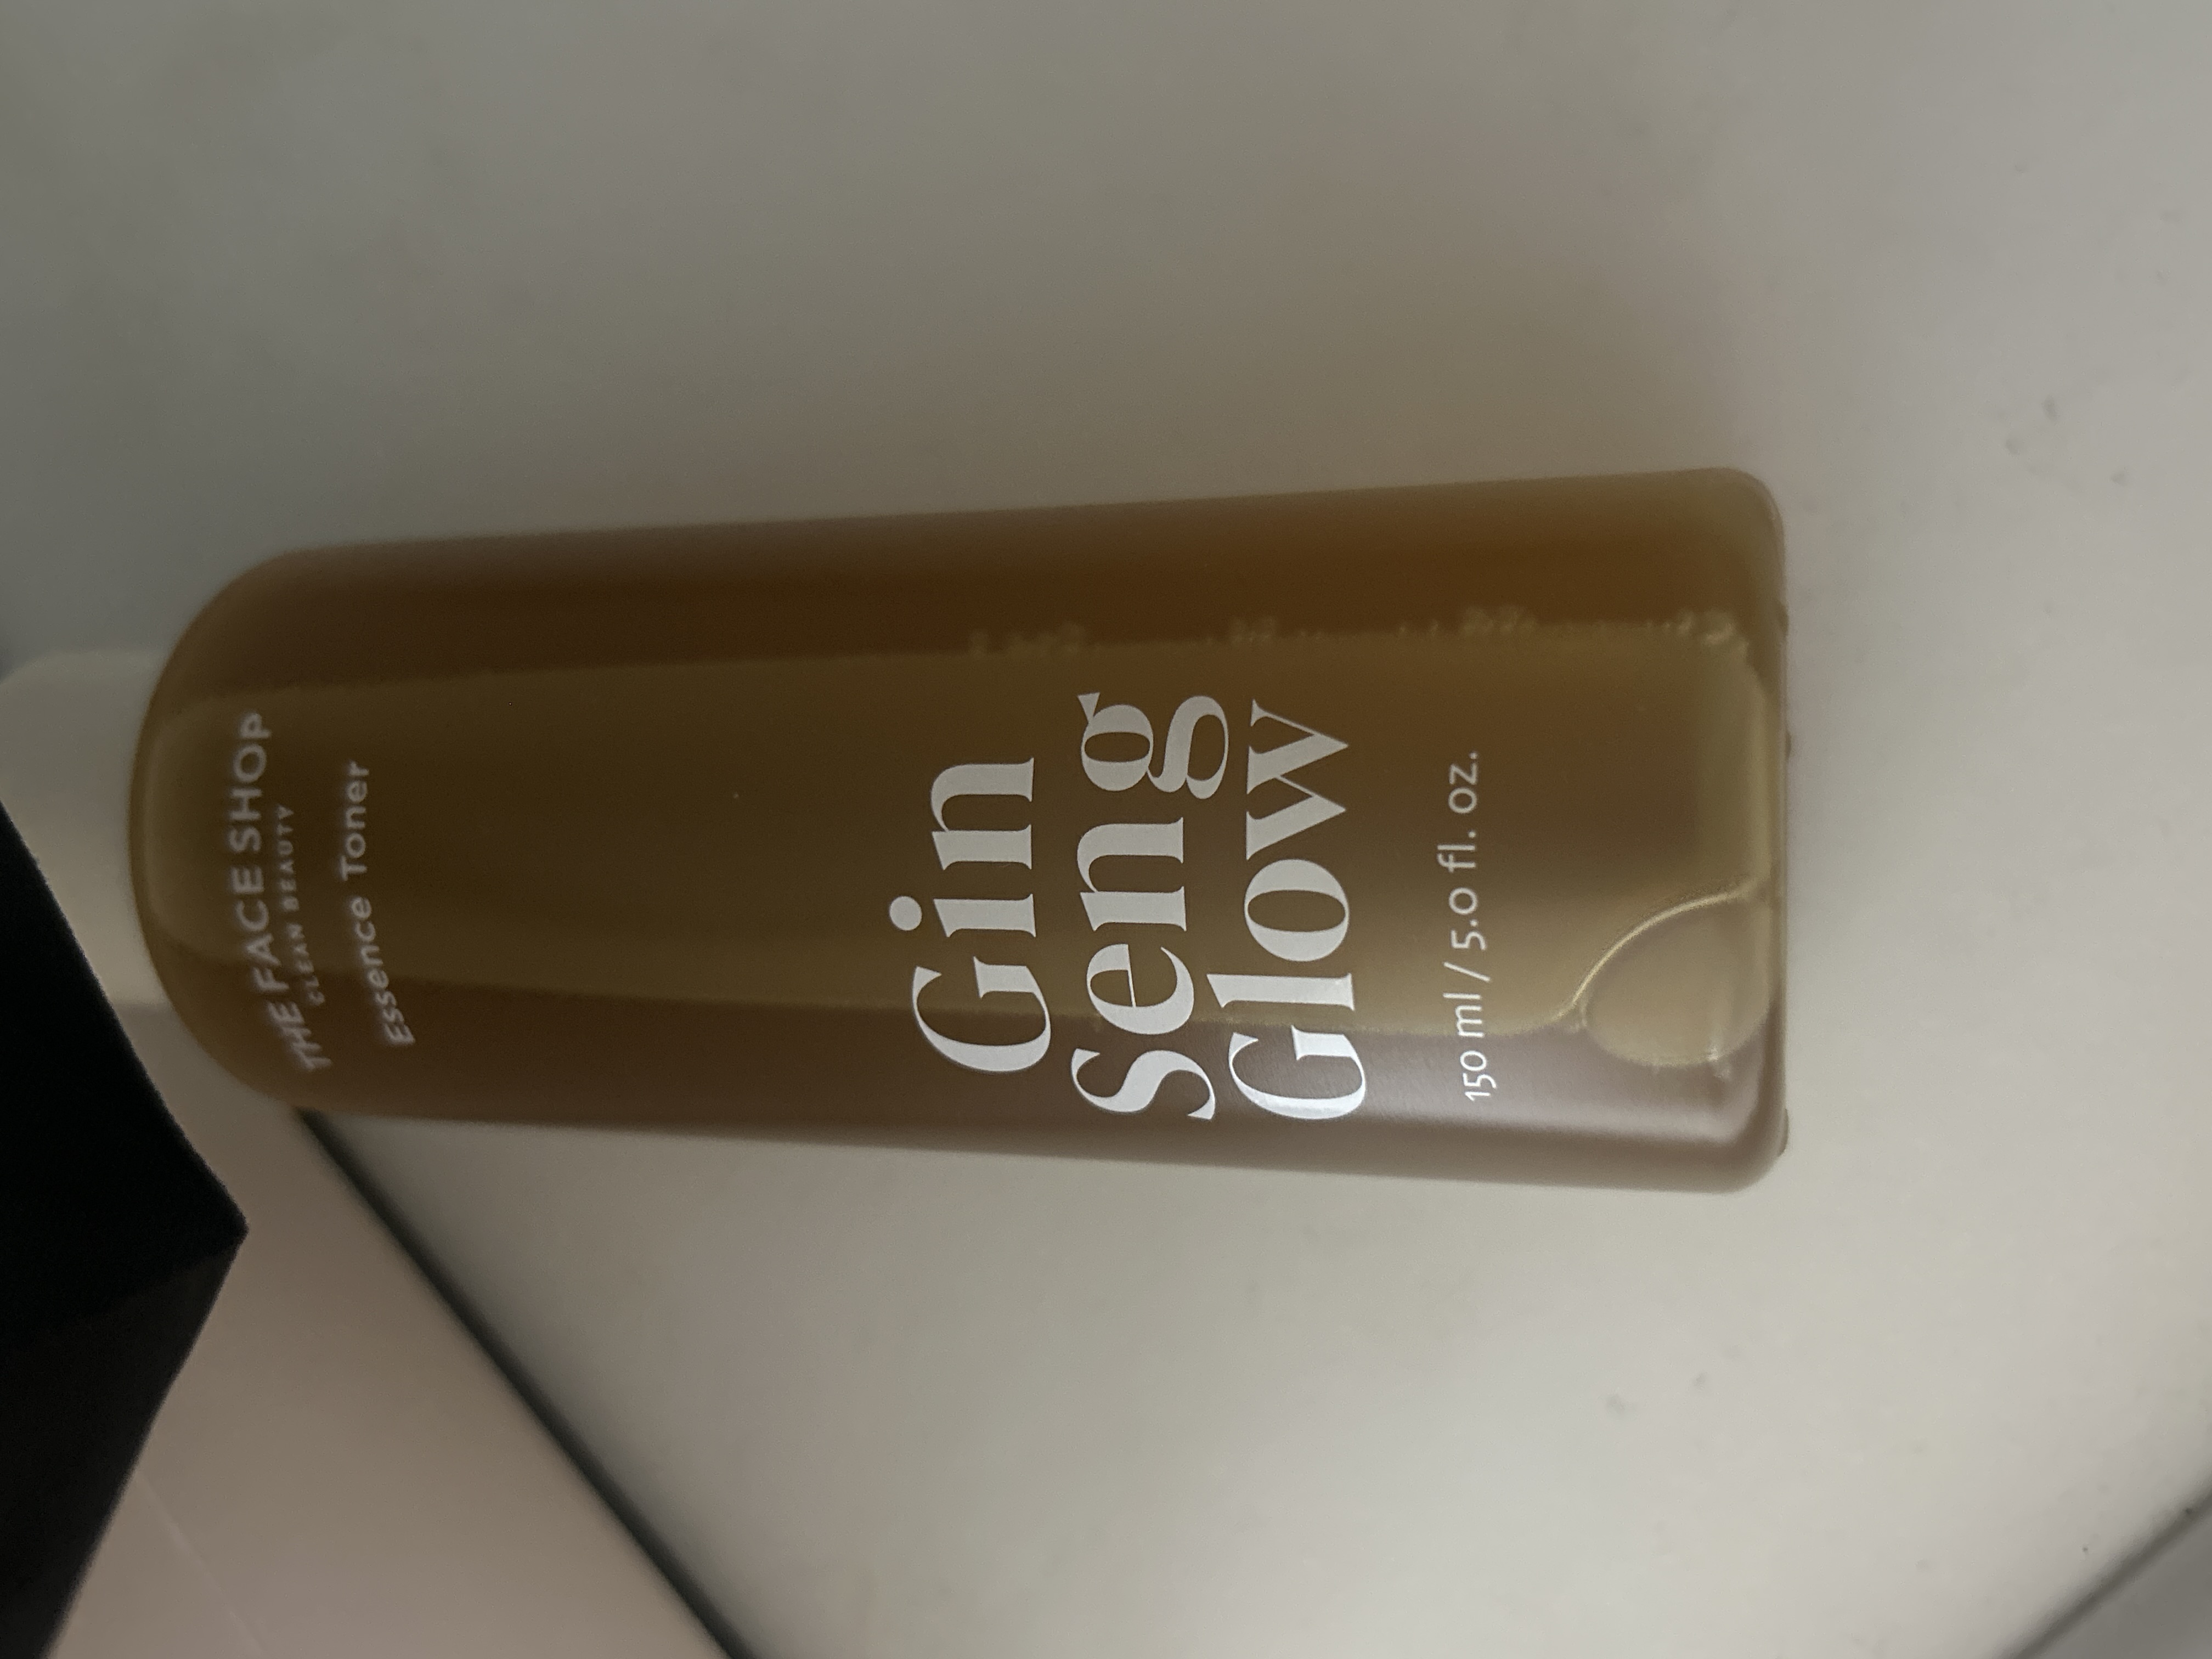 THE FACE SHOP
CLEAN BEAUTY
Essence Toner
Gin
Seng
Glow
150 ml / 5.0 fl. oz.